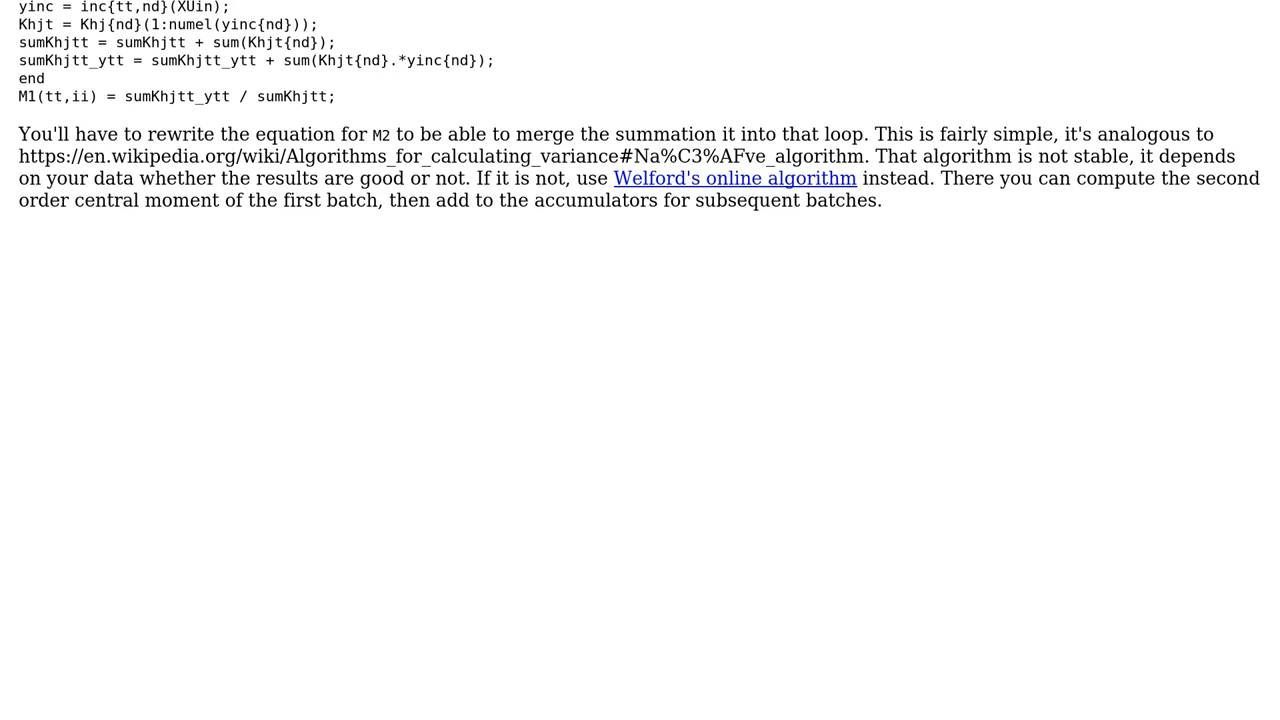 yinc = inc{tt,nd}(XUin);
Khjt = Khj{nd}(1:numel(yinc{nd}));
sumKhjtt = sumKhjtt + sum(Khjt{nd});
sumKhjtt_ytt = sumKhjtt_ytt + sum(Khjt{nd}.*yinc{nd});
end
M1(tt,ii) = sumKhjtt_ytt / sumKhjtt;
You'll have to rewrite the equation for M2 to be able to merge the summation it into that loop. This is fairly simple, it's analogous to
https://en.wikipedia.org/wiki/Algorithms_for_calculating_variance#Na%C3%AFve_algorithm. That algorithm is not stable, it depends
on your data whether the results are good or not. If it is not, use Welford's online algorithm instead. There you can compute the second
order central moment of the first batch, then add to the accumulators for subsequent batches.